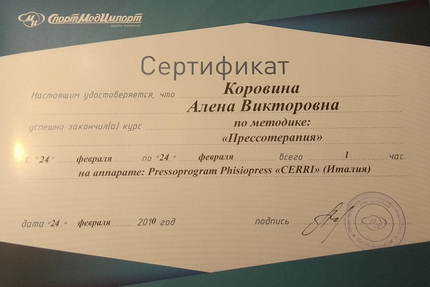 СпортМедИмпорт
Сертификат
Настоящим удостоверяется, что Коровина
Алена Викторовна
успешно закончил(а) курс по методике:
«Прессотерапия»
с "24" февраля по "24" февраля всего 1 час.
на аппарате: Pressoprogram Phisiopress «CERRI» (Италия)
дата "24" февраля 2010 год подпись